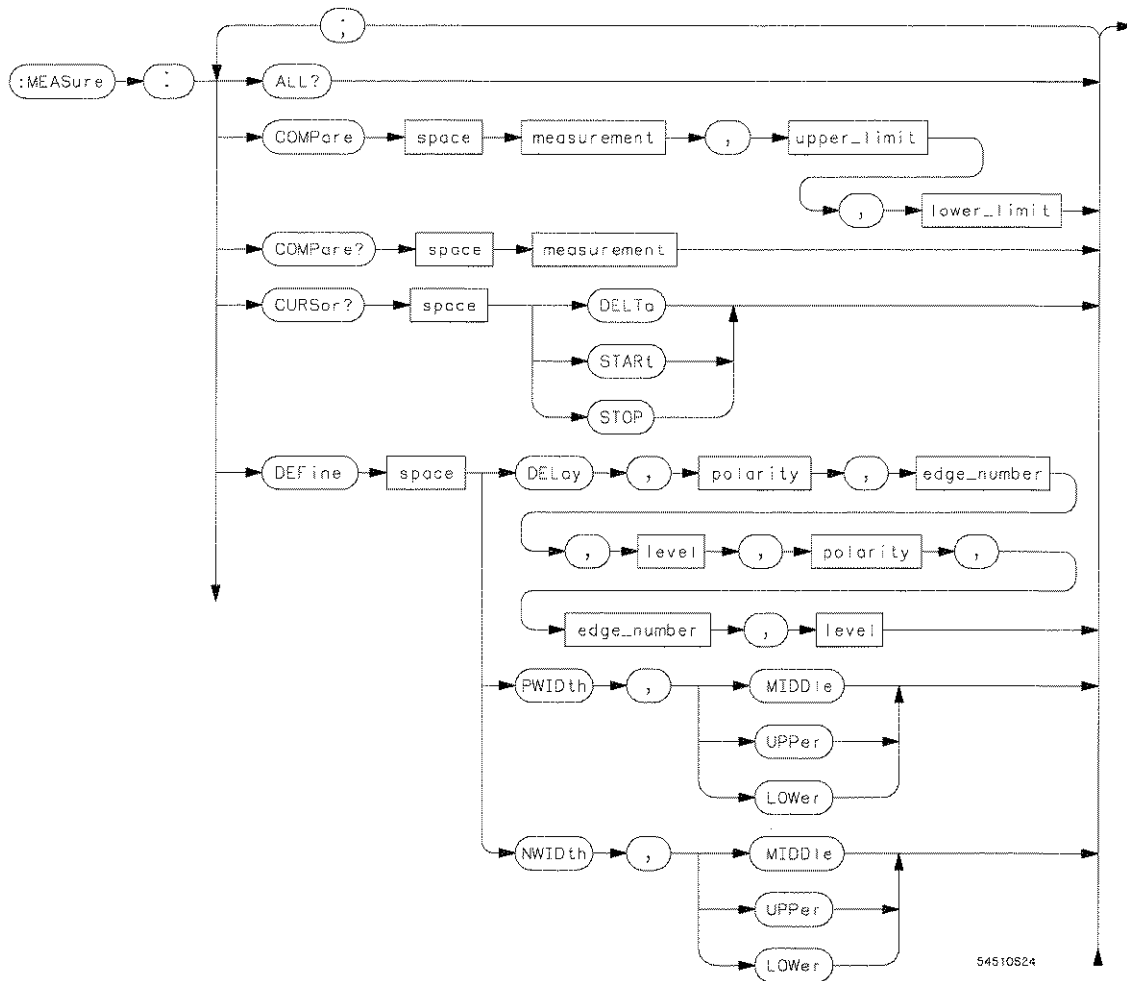 ;
:MEASure : ALL?
COMPare space measurement , upper_limit
, lower_limit
COMPare? space measurement
CURSor? space DELTa
STARt
STOP
DEFine space DELay , polarity , edge_number
, level , polarity ,
edge_number , level
PWIDth , MIDDle
UPPer
LOWer
NWIDth , MIDDle
UPPer
LOWer
54510S24